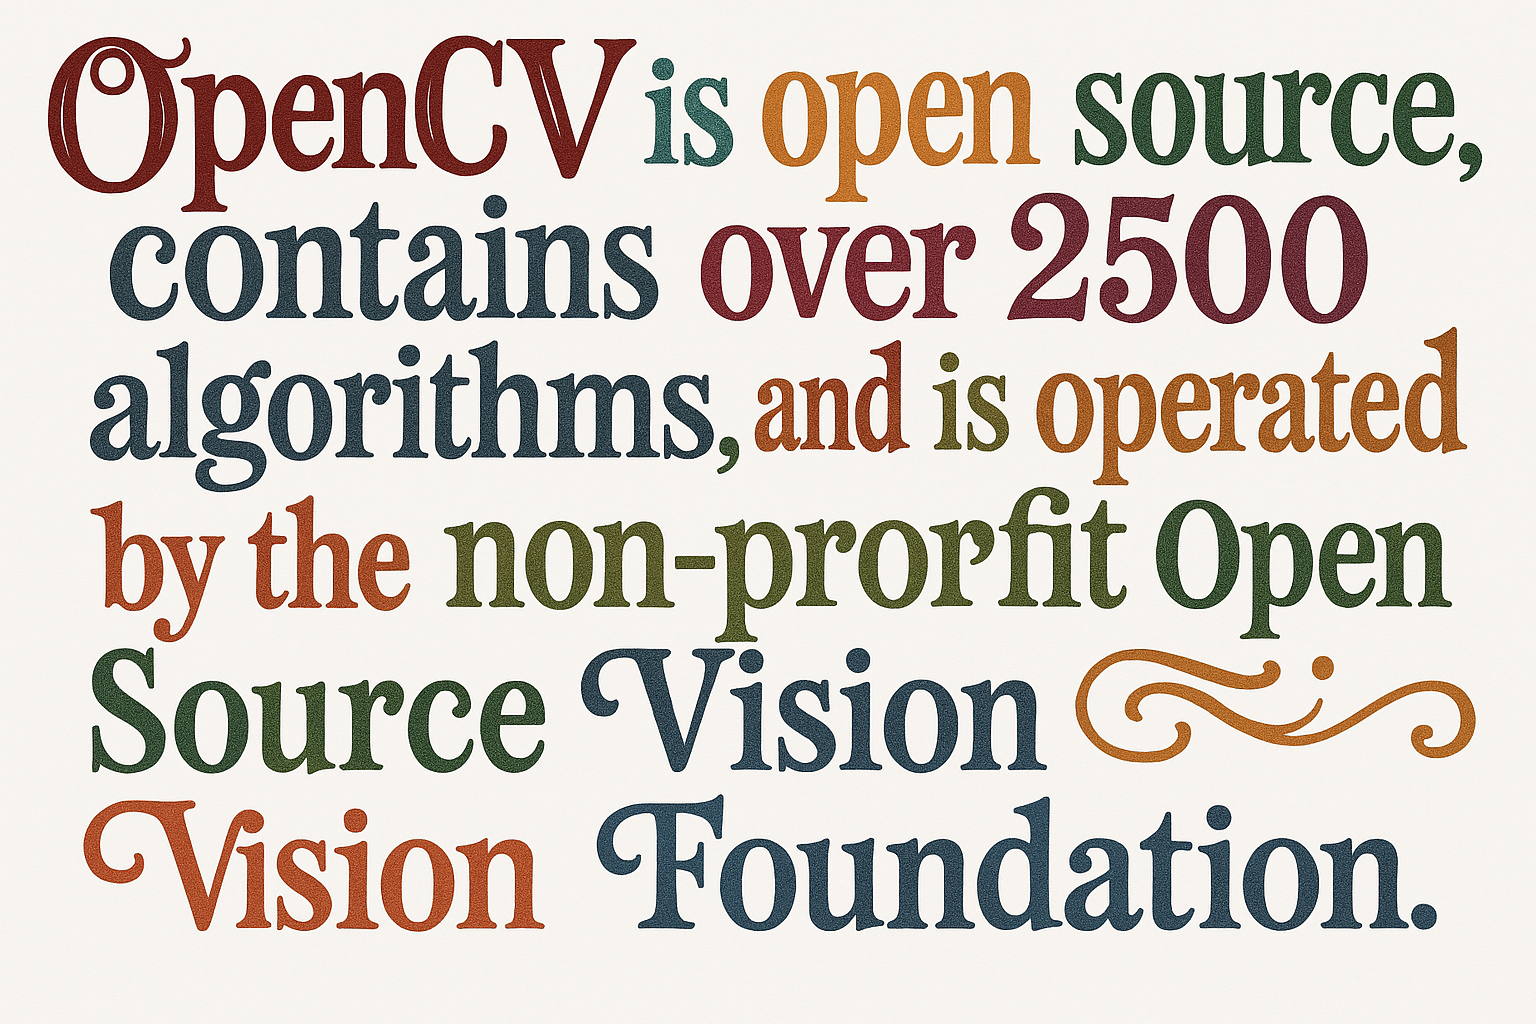 OpenCV is open source,
contains over 2500
algorithms, and is operated
by the non-prorfit Open
Source Vision
Vision Foundation.